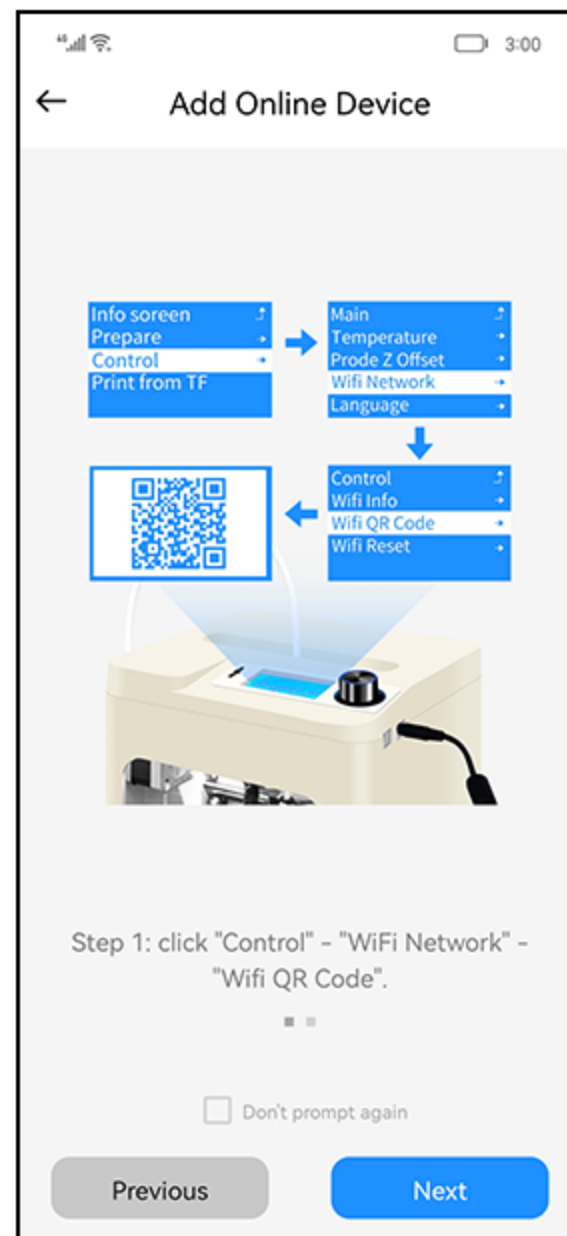 4G
3:00
Add Online Device
Info soreen
Prepare
Control
Print from TF
Main
Temperature
Prode Z Offset
Wifi Network
Language
Control
Wifi Info
Wifi QR Code
Wifi Reset
Step 1: click "Control" - "WiFi Network" -
"Wifi QR Code".
Don't prompt again
Previous
Next